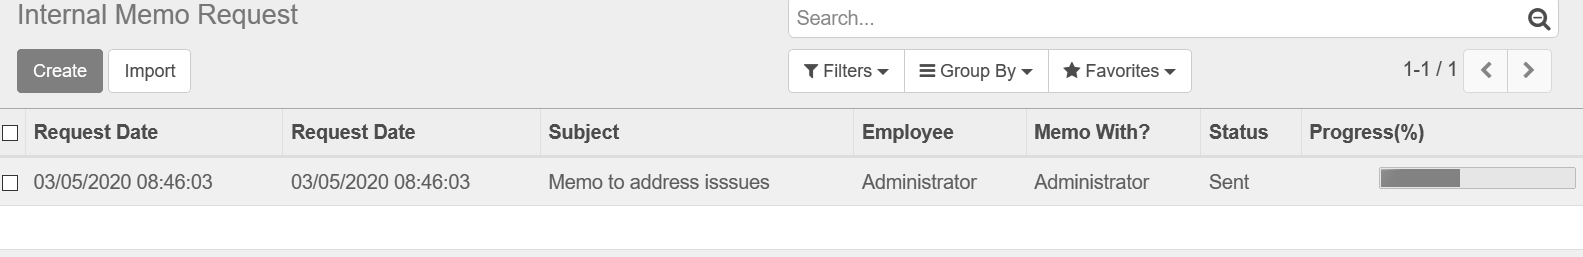 Internal Memo Request
Search...
Create Import
Filters Group By Favorites 1-1 / 1
Request Date Request Date Subject Employee Memo With? Status Progress(%)
03/05/2020 08:46:03 03/05/2020 08:46:03 Memo to address isssues Administrator Administrator Sent